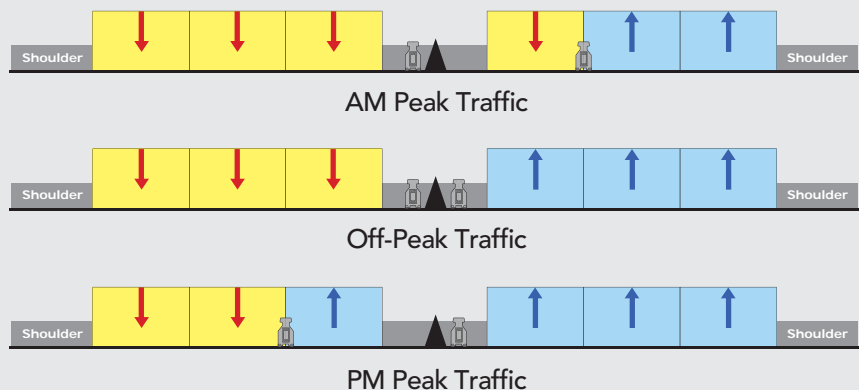 Shoulder
Shoulder
AM Peak Traffic
Shoulder
Shoulder
Off-Peak Traffic
Shoulder
Shoulder
PM Peak Traffic